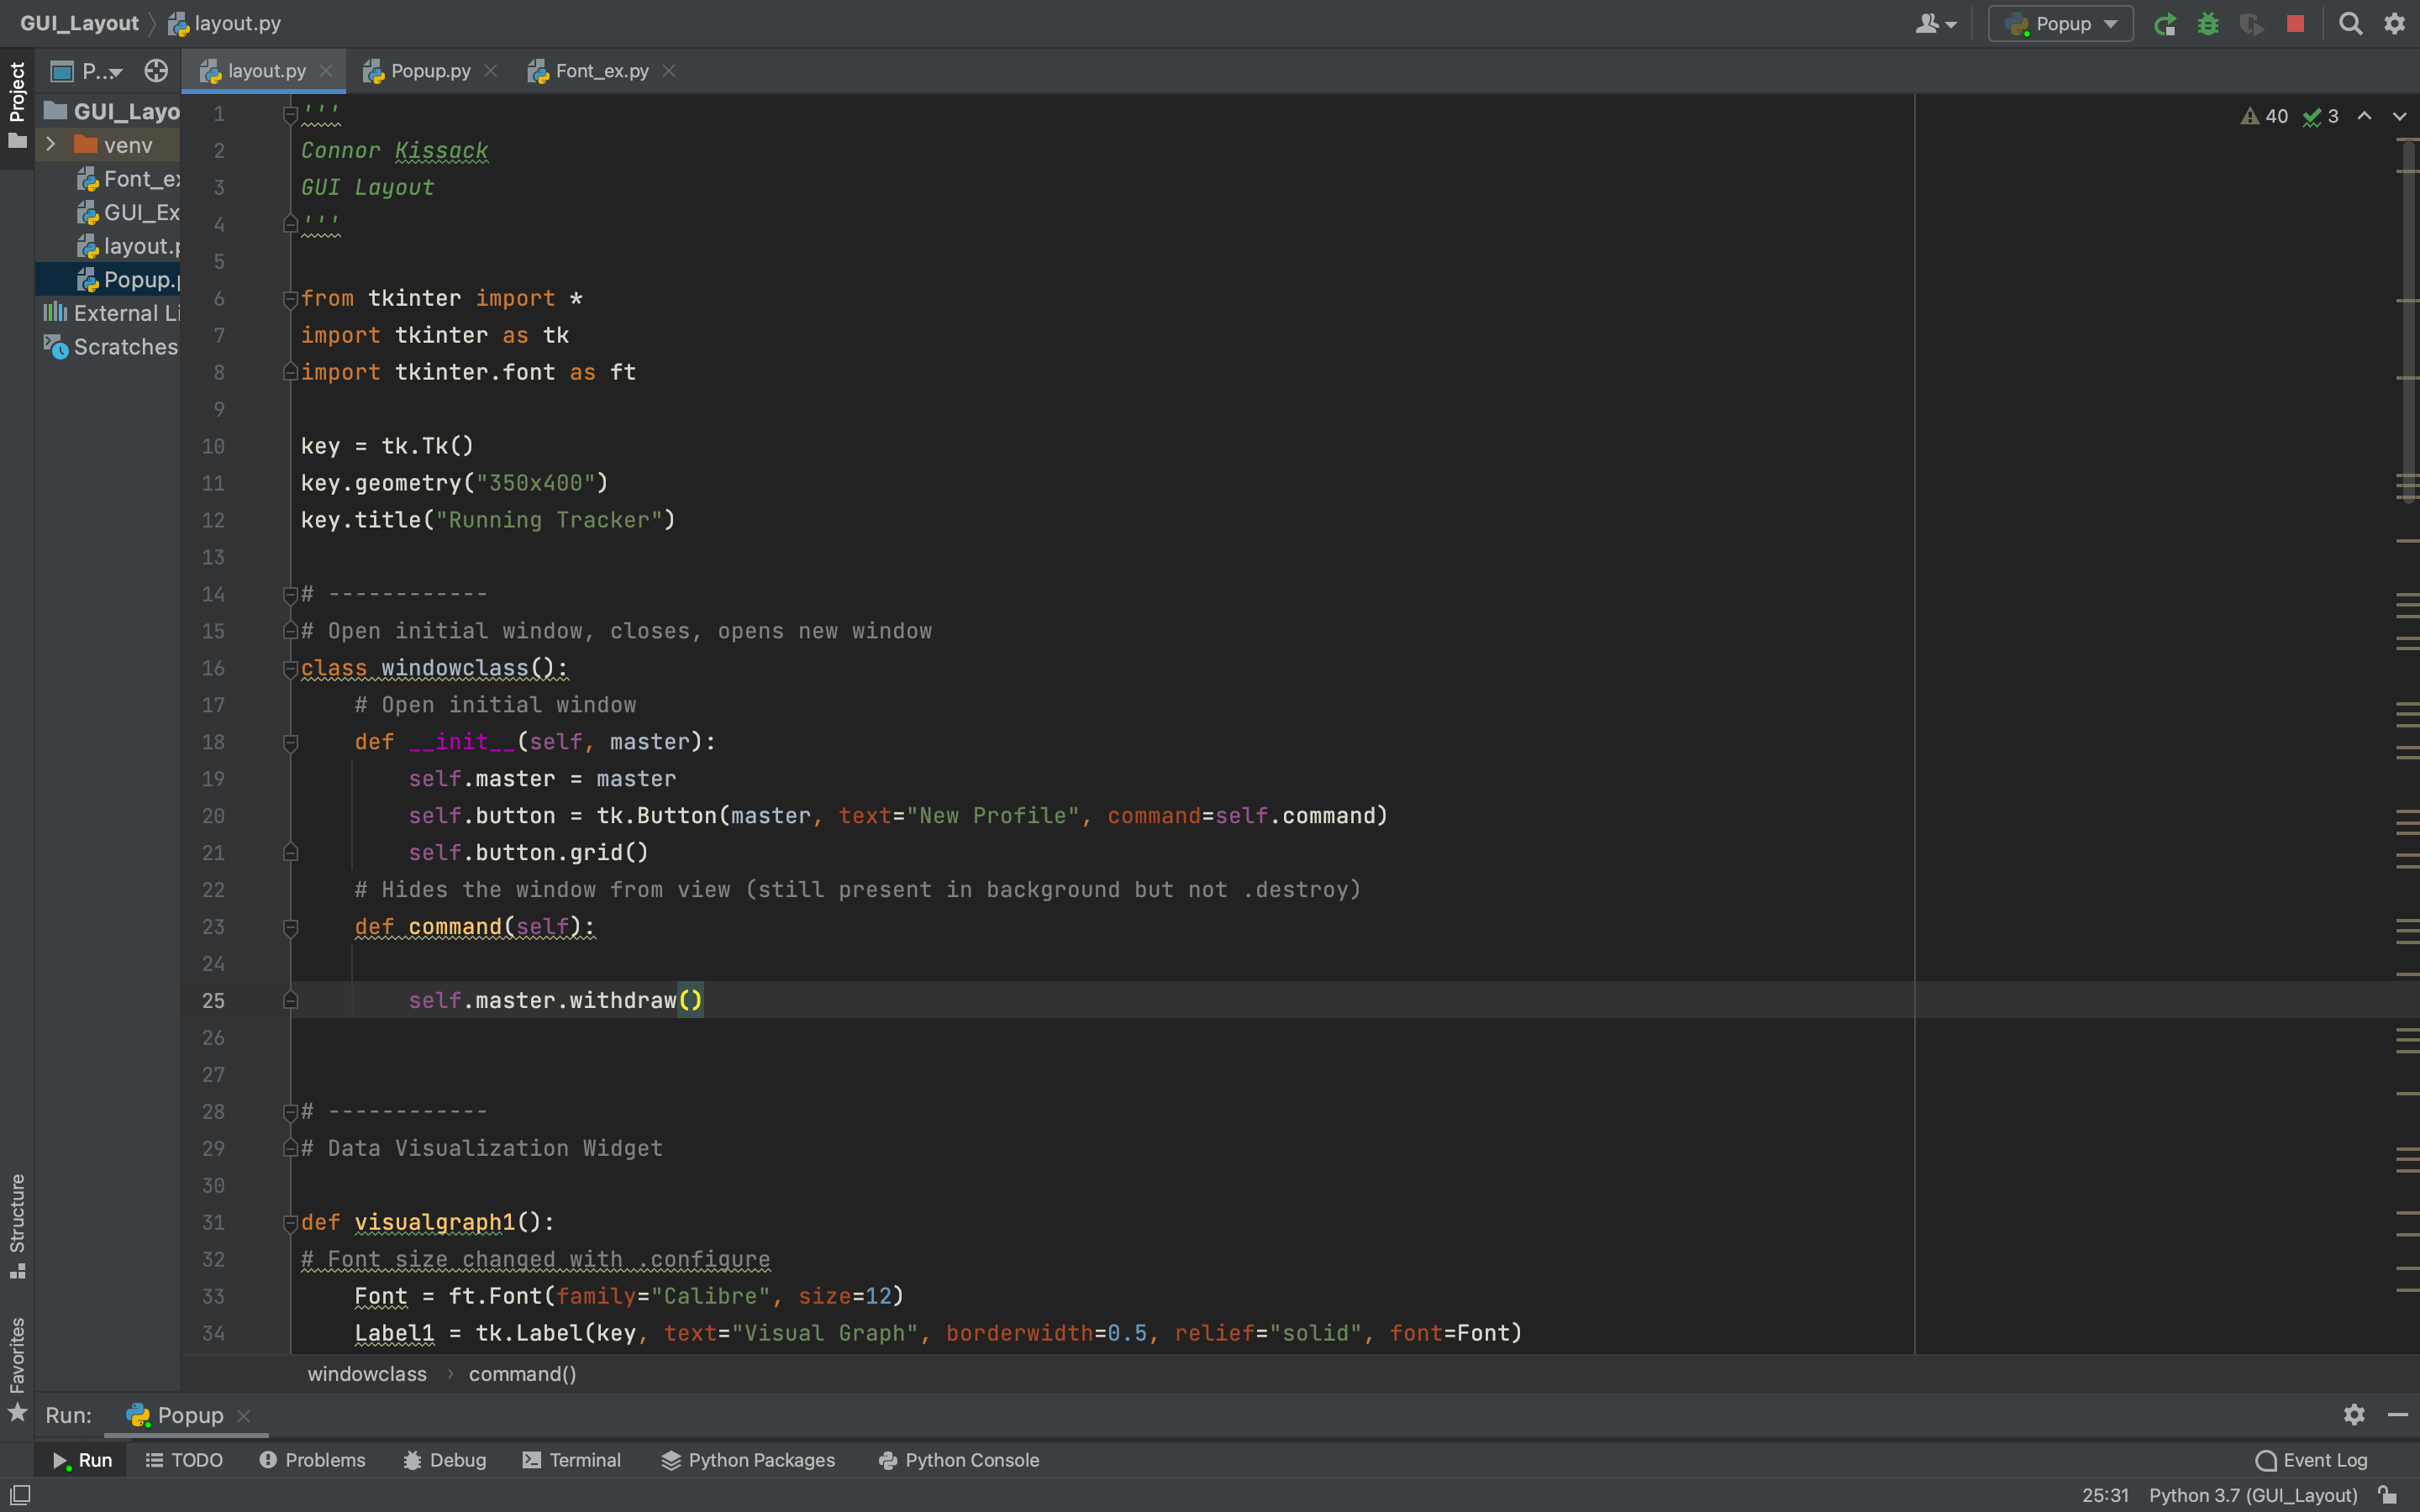 GUI_Layout layout.py Popup
Project P... layout.py Popup.py Font_ex.py
GUI_Layo
venv
Font_ex
GUI_Ex
layout.p
Popup.p
External Li
Scratches
40 3
1 '''
2 Connor Kissack
3 GUI Layout
4 '''
5
6 from tkinter import *
7 import tkinter as tk
8 import tkinter.font as ft
9
10 key = tk.Tk()
11 key.geometry("350x400")
12 key.title("Running Tracker")
13
14 # ------------
15 # Open initial window, closes, opens new window
16 class windowclass():
17     # Open initial window
18     def __init__(self, master):
19         self.master = master
20         self.button = tk.Button(master, text="New Profile", command=self.command)
21         self.button.grid()
22     # Hides the window from view (still present in background but not .destroy)
23     def command(self):
24
25         self.master.withdraw()
26
27
28 # ------------
29 # Data Visualization Widget
30
31 def visualgraph1():
32 # Font size changed with .configure
33     Font = ft.Font(family="Calibre", size=12)
34     Label1 = tk.Label(key, text="Visual Graph", borderwidth=0.5, relief="solid", font=Font)
Structure
Favorites
windowclass command()
Run: Popup
Run TODO Problems Debug Terminal Python Packages Python Console Event Log
25:31 Python 3.7 (GUI_Layout)